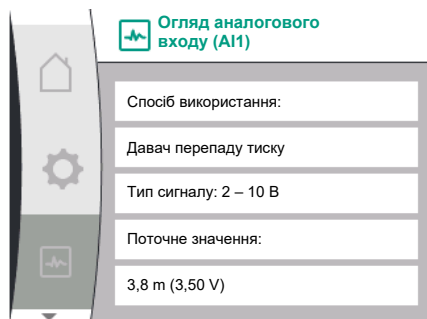 Огляд аналогового
входу (AI1)
Спосіб використання:
Давач перепаду тиску
Тип сигналу: 2 – 10 В
Поточне значення:
3,8 m (3,50 V)